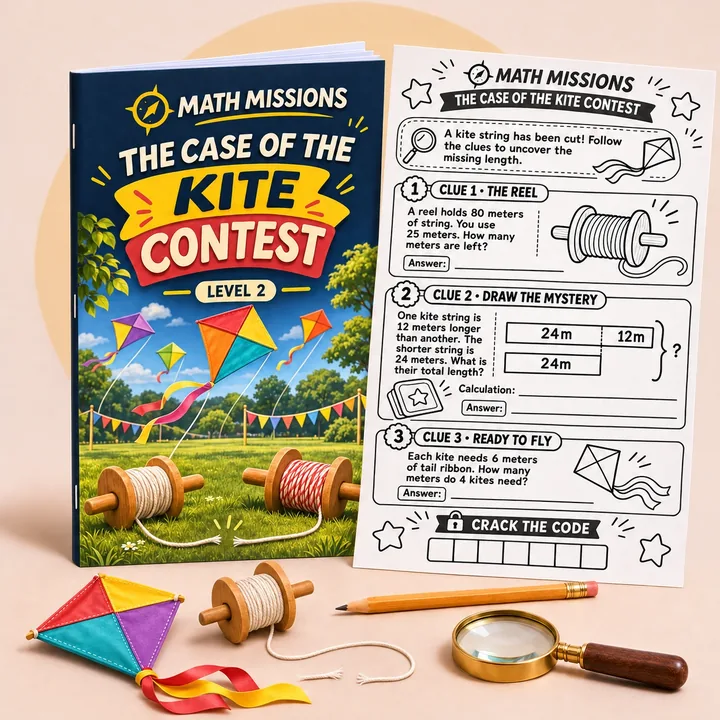 MATH MISSIONS
THE CASE OF THE
KITE
CONTEST
LEVEL 2
MATH MISSIONS
THE CASE OF THE KITE CONTEST
A kite string has been cut! Follow
the clues to uncover the
missing length.
1 CLUE 1 • THE REEL
A reel holds 80 meters
of string. You use
25 meters. How many
meters are left?
Answer:
2 CLUE 2 • DRAW THE MYSTERY
One kite string is
12 meters longer
than another. The
shorter string is
24 meters. What is
their total length?
24m 12m
24m
?
Calculation:
Answer:
3 CLUE 3 • READY TO FLY
Each kite needs 6 meters
of tail ribbon. How many
meters do 4 kites need?
Answer:
CRACK THE CODE